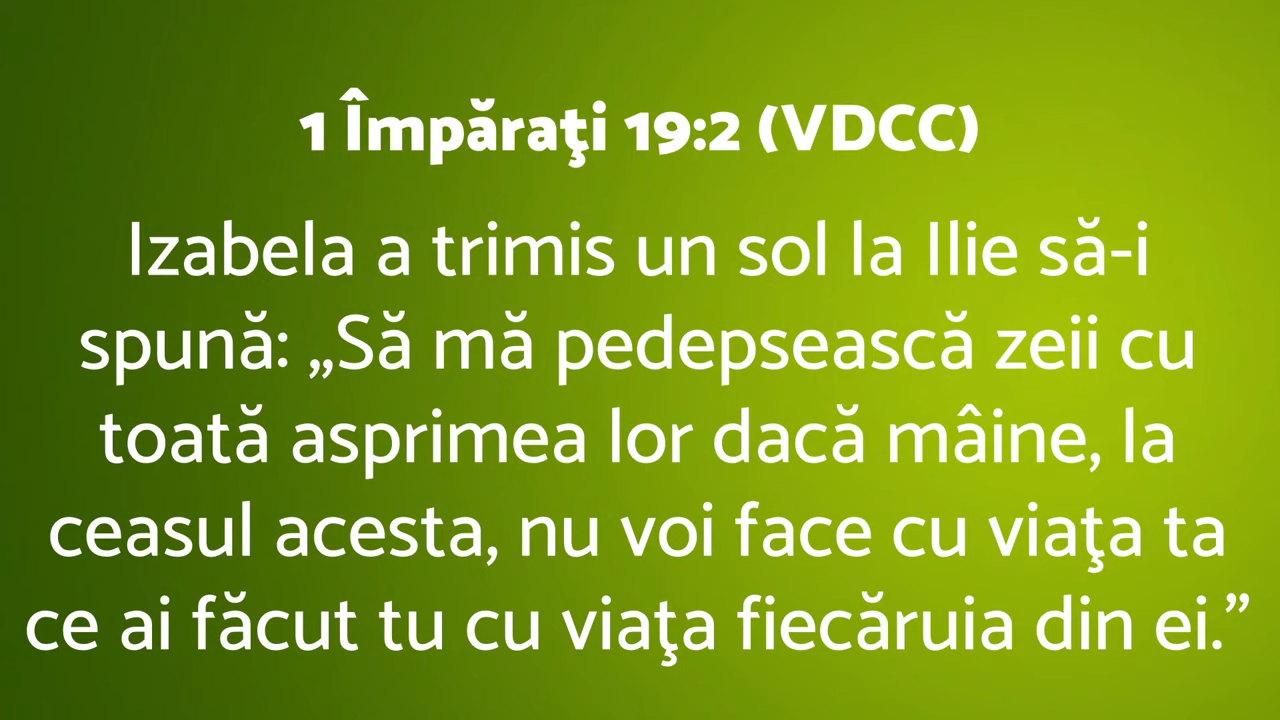 1 Împăraţi 19:2 (VDCC)
Izabela a trimis un sol la Ilie să-i
spună: „Să mă pedepsească zeii cu
toată asprimea lor dacă mâine, la
ceasul acesta, nu voi face cu viaţa ta
ce ai făcut tu cu viaţa fiecăruia din ei.”